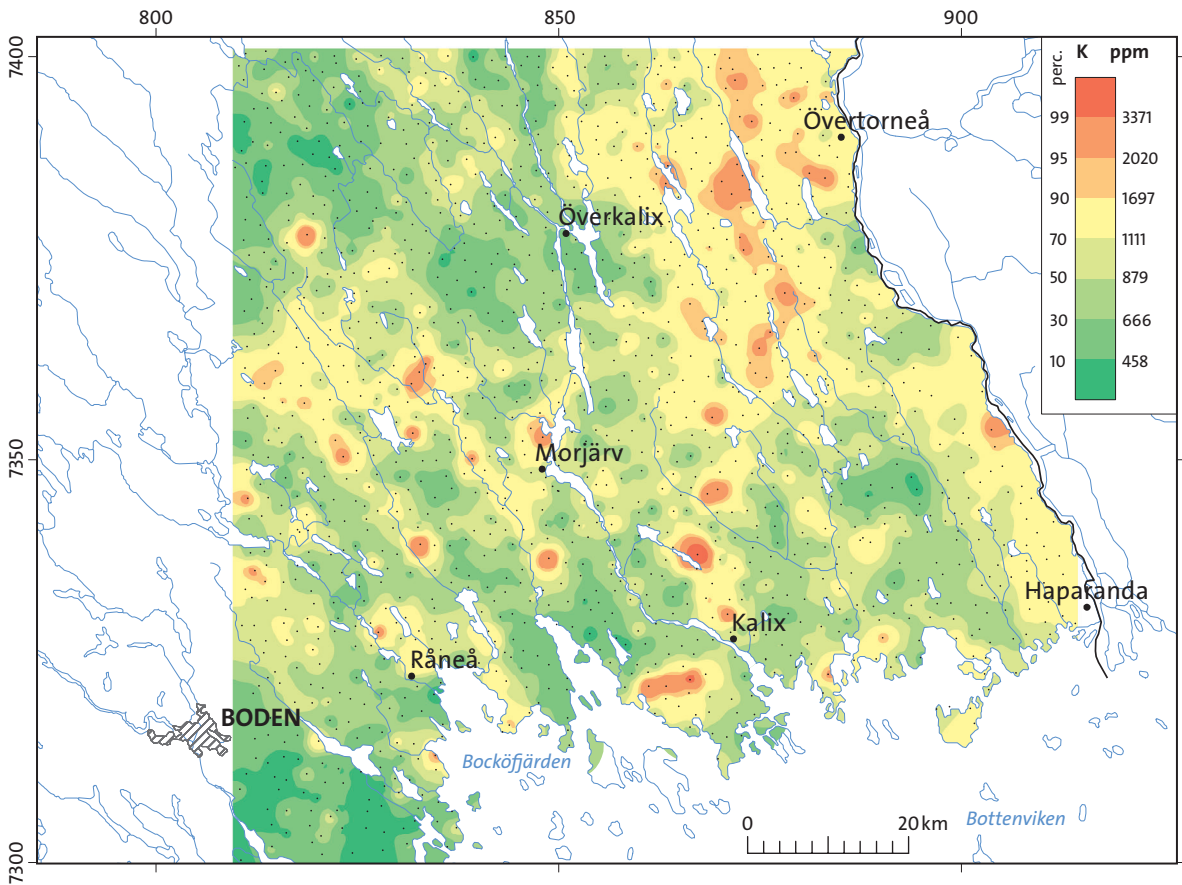 800 850 900
7400
7350
7300
perc. K ppm
99 3371
95 2020
90 1697
70 1111
50 879
30 666
10 458
Övertorneå
Överkalix
Morjärv
Haparanda
Kalix
Råneå
BODEN
Bocköfjärden
Bottenviken
0 20 km